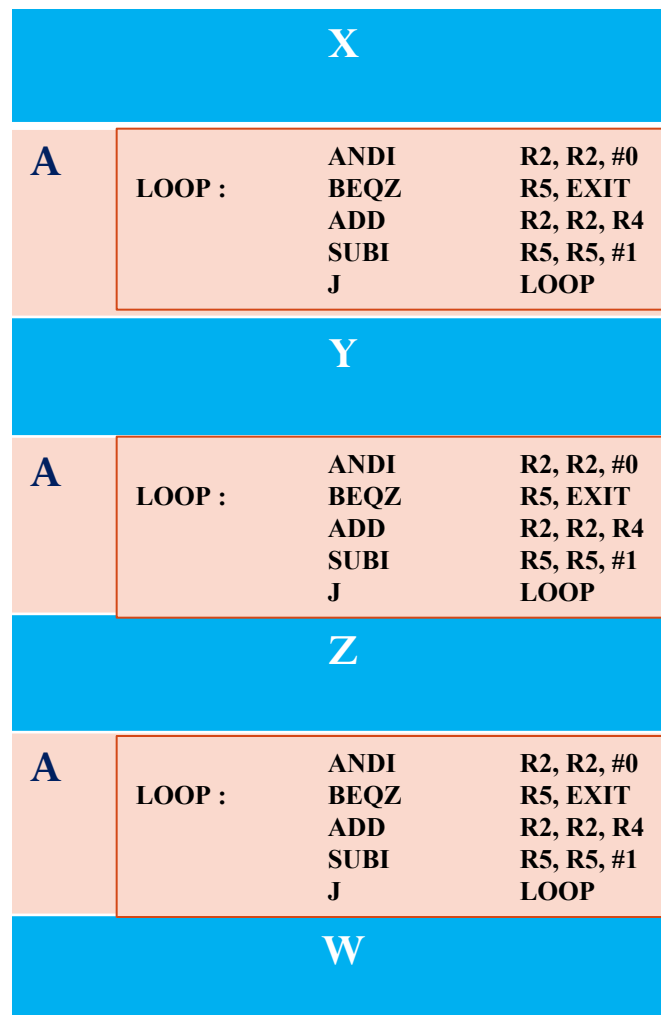 X
A ANDI R2, R2, #0
LOOP : BEQZ R5, EXIT
ADD R2, R2, R4
SUBI R5, R5, #1
J LOOP
Y
A ANDI R2, R2, #0
LOOP : BEQZ R5, EXIT
ADD R2, R2, R4
SUBI R5, R5, #1
J LOOP
Z
A ANDI R2, R2, #0
LOOP : BEQZ R5, EXIT
ADD R2, R2, R4
SUBI R5, R5, #1
J LOOP
W